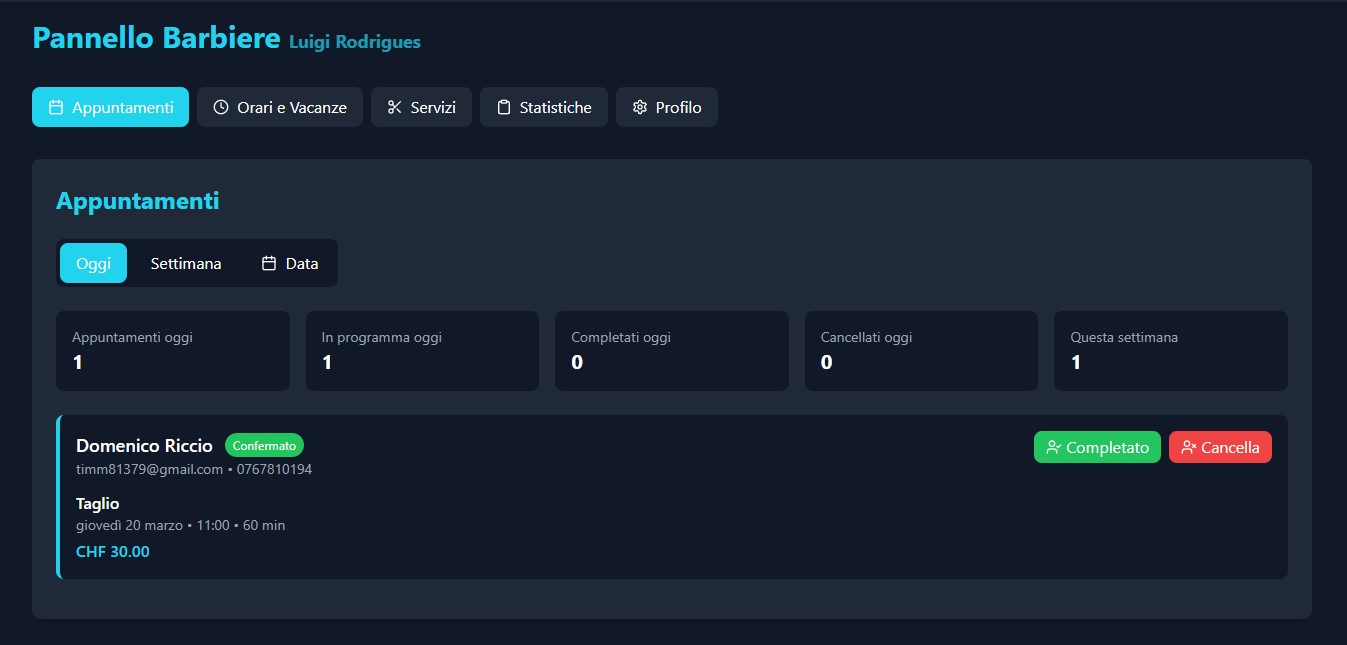 Pannello Barbiere Luigi Rodrigues
Appuntamenti Orari e Vacanze Servizi Statistiche Profilo
Appuntamenti
Oggi Settimana Data
Appuntamenti oggi In programma oggi Completati oggi Cancellati oggi Questa settimana
1 1 0 0 1
Domenico Riccio Confermato Completato Cancella
timm81379@gmail.com • 0767810194
Taglio
giovedì 20 marzo • 11:00 • 60 min
CHF 30.00